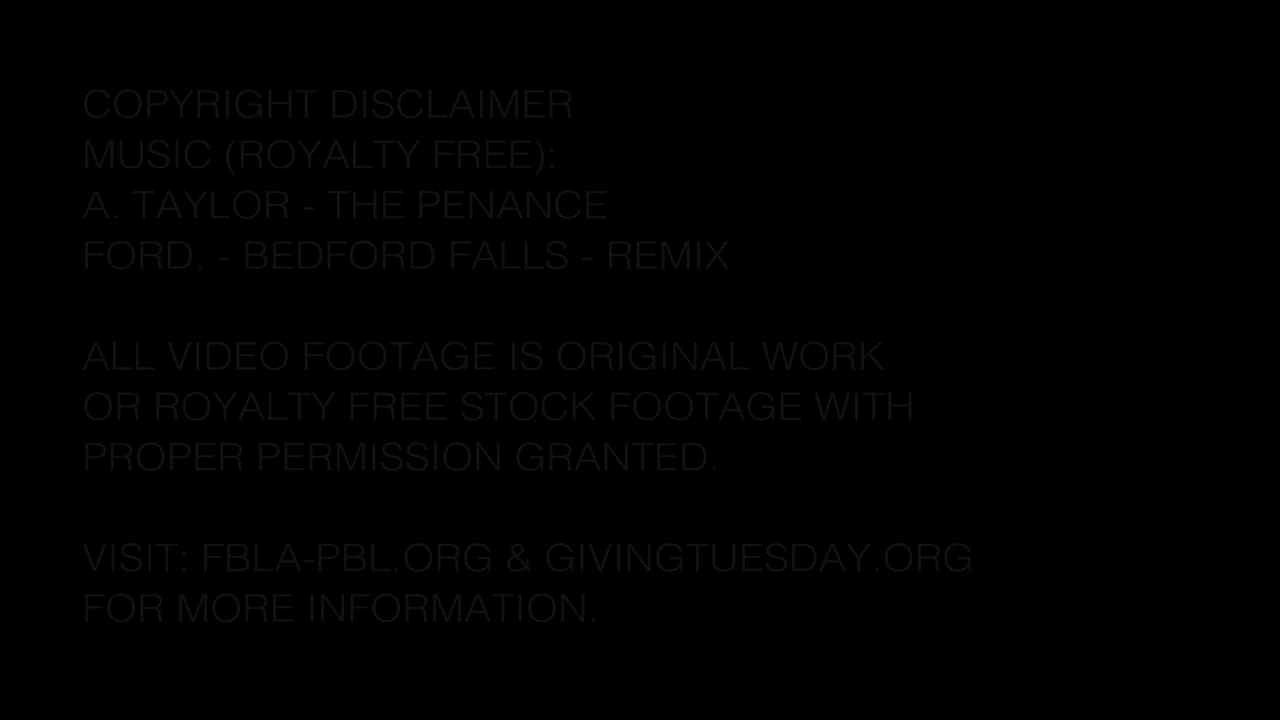 COPYRIGHT DISCLAIMER
MUSIC (ROYALTY FREE):
A. TAYLOR - THE PENANCE
FORD. - BEDFORD FALLS - REMIX
ALL VIDEO FOOTAGE IS ORIGINAL WORK
OR ROYALTY FREE STOCK FOOTAGE WITH
PROPER PERMISSION GRANTED.
VISIT: FBLA-PBL.ORG & GIVINGTUESDAY.ORG
FOR MORE INFORMATION.